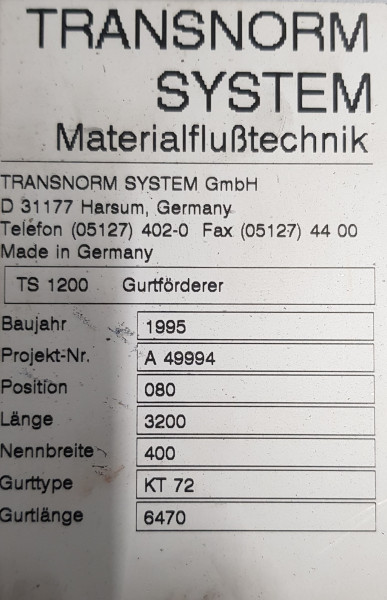 TRANSNORM
SYSTEM
Materialflußtechnik
TRANSNORM SYSTEM GmbH
D 31177 Harsum, Germany
Telefon (05127) 402-0 Fax (05127) 44 00
Made in Germany
TS 1200 Gurtförderer
Baujahr 1995
Projekt-Nr. A 49994
Position 080
Länge 3200
Nennbreite 400
Gurttype KT 72
Gurtlänge 6470